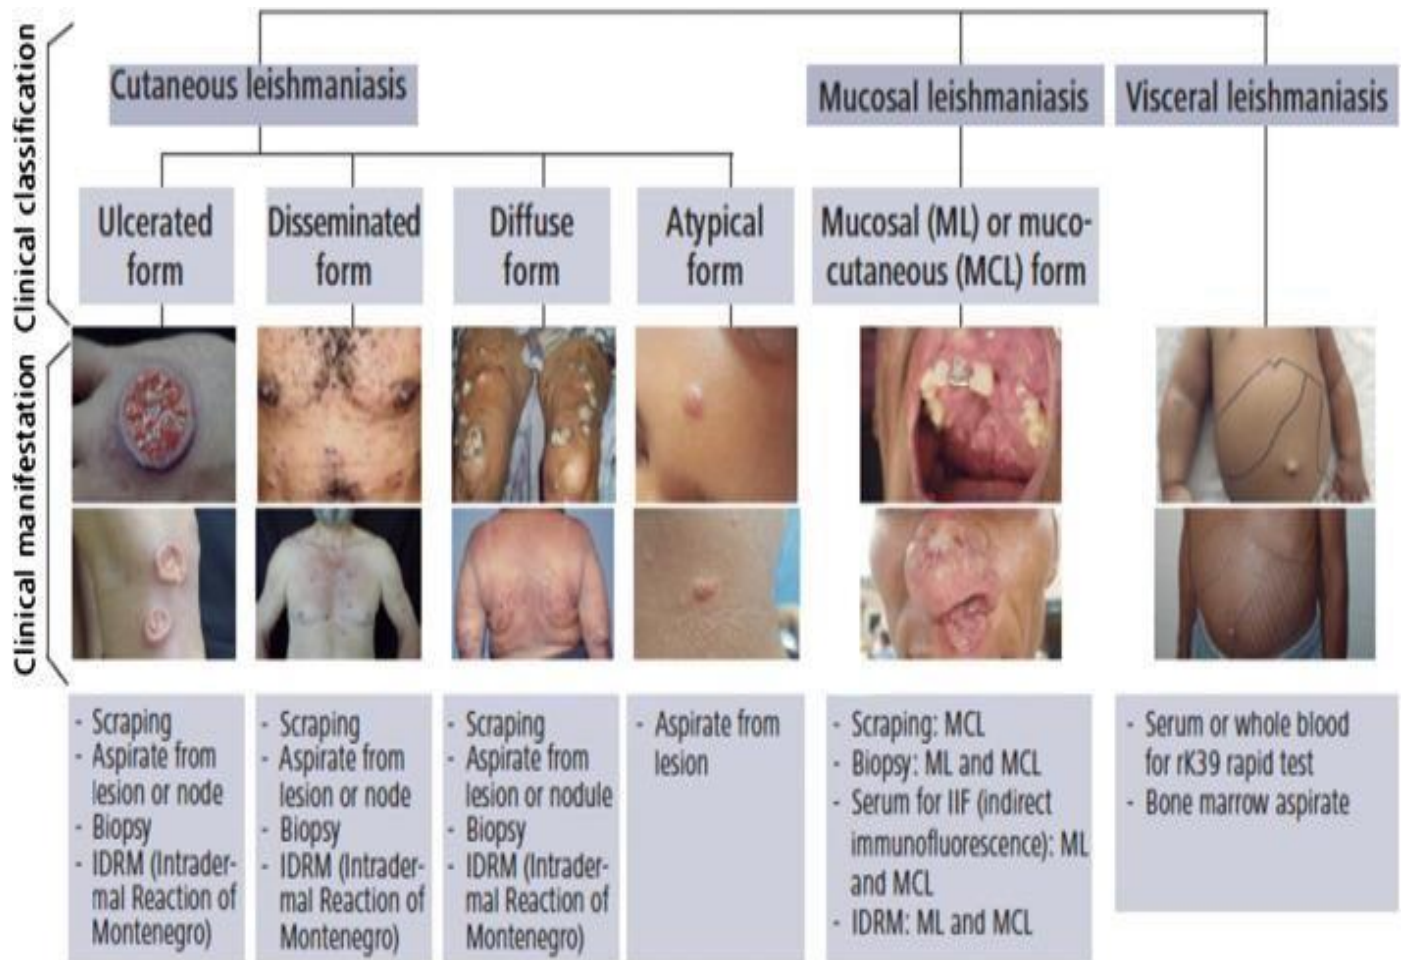 Clinical classification
Cutaneous leishmaniasis
Mucosal leishmaniasis
Visceral leishmaniasis
Ulcerated
form
Disseminated
form
Diffuse
form
Atypical
form
Mucosal (ML) or muco-
cutaneous (MCL) form
Clinical manifestation
- Scraping
- Aspirate from
lesion or node
- Biopsy
- IDRM (Intrader-
mal Reaction of
Montenegro)
- Scraping
- Aspirate from
lesion or node
- Biopsy
- IDRM (Intrader-
mal Reaction of
Montenegro)
- Scraping
- Aspirate from
lesion or nodule
- Biopsy
- IDRM (Intrader-
mal Reaction of
Montenegro)
- Aspirate from
lesion
- Scraping: MCL
- Biopsy: ML and MCL
- Serum for IIF (indirect
immunofluorescence): ML
and MCL
- IDRM: ML and MCL
- Serum or whole blood
for rK39 rapid test
- Bone marrow aspirate